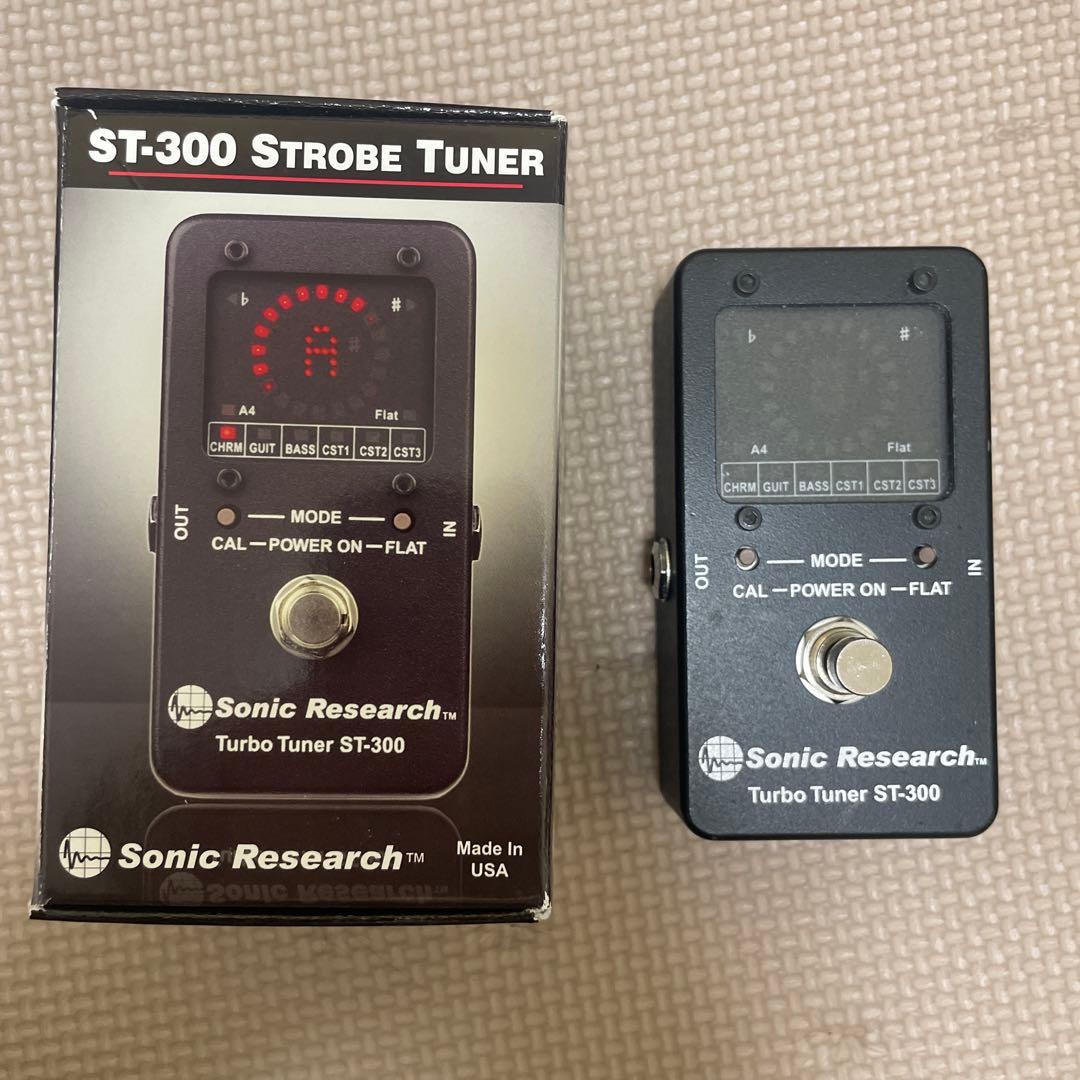 ST-300 STROBE TUNER
♭ #
A #
A4 Flat
CHRM GUIT BASS CST1 CST2 CST3
OUT MODE IN
CAL — POWER ON — FLAT
Sonic Research™
Turbo Tuner ST-300
Sonic Research™
Made In
USA
♭ #
A4 Flat
CHRM GUIT BASS CST1 CST2 CST3
OUT MODE IN
CAL — POWER ON — FLAT
Sonic Research™
Turbo Tuner ST-300